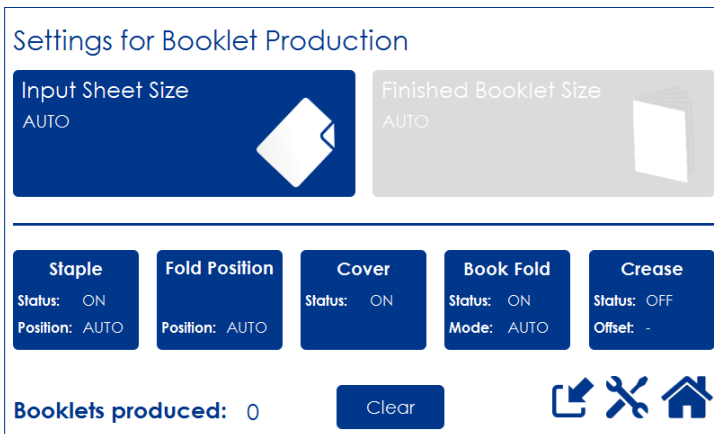 Settings for Booklet Production
Input Sheet Size
AUTO
Finished Booklet Size
AUTO
Staple
Status: ON
Position: AUTO
Fold Position
Position: AUTO
Cover
Status: ON
Book Fold
Status: ON
Mode: AUTO
Crease
Status: OFF
Offset: -
Booklets produced: 0
Clear